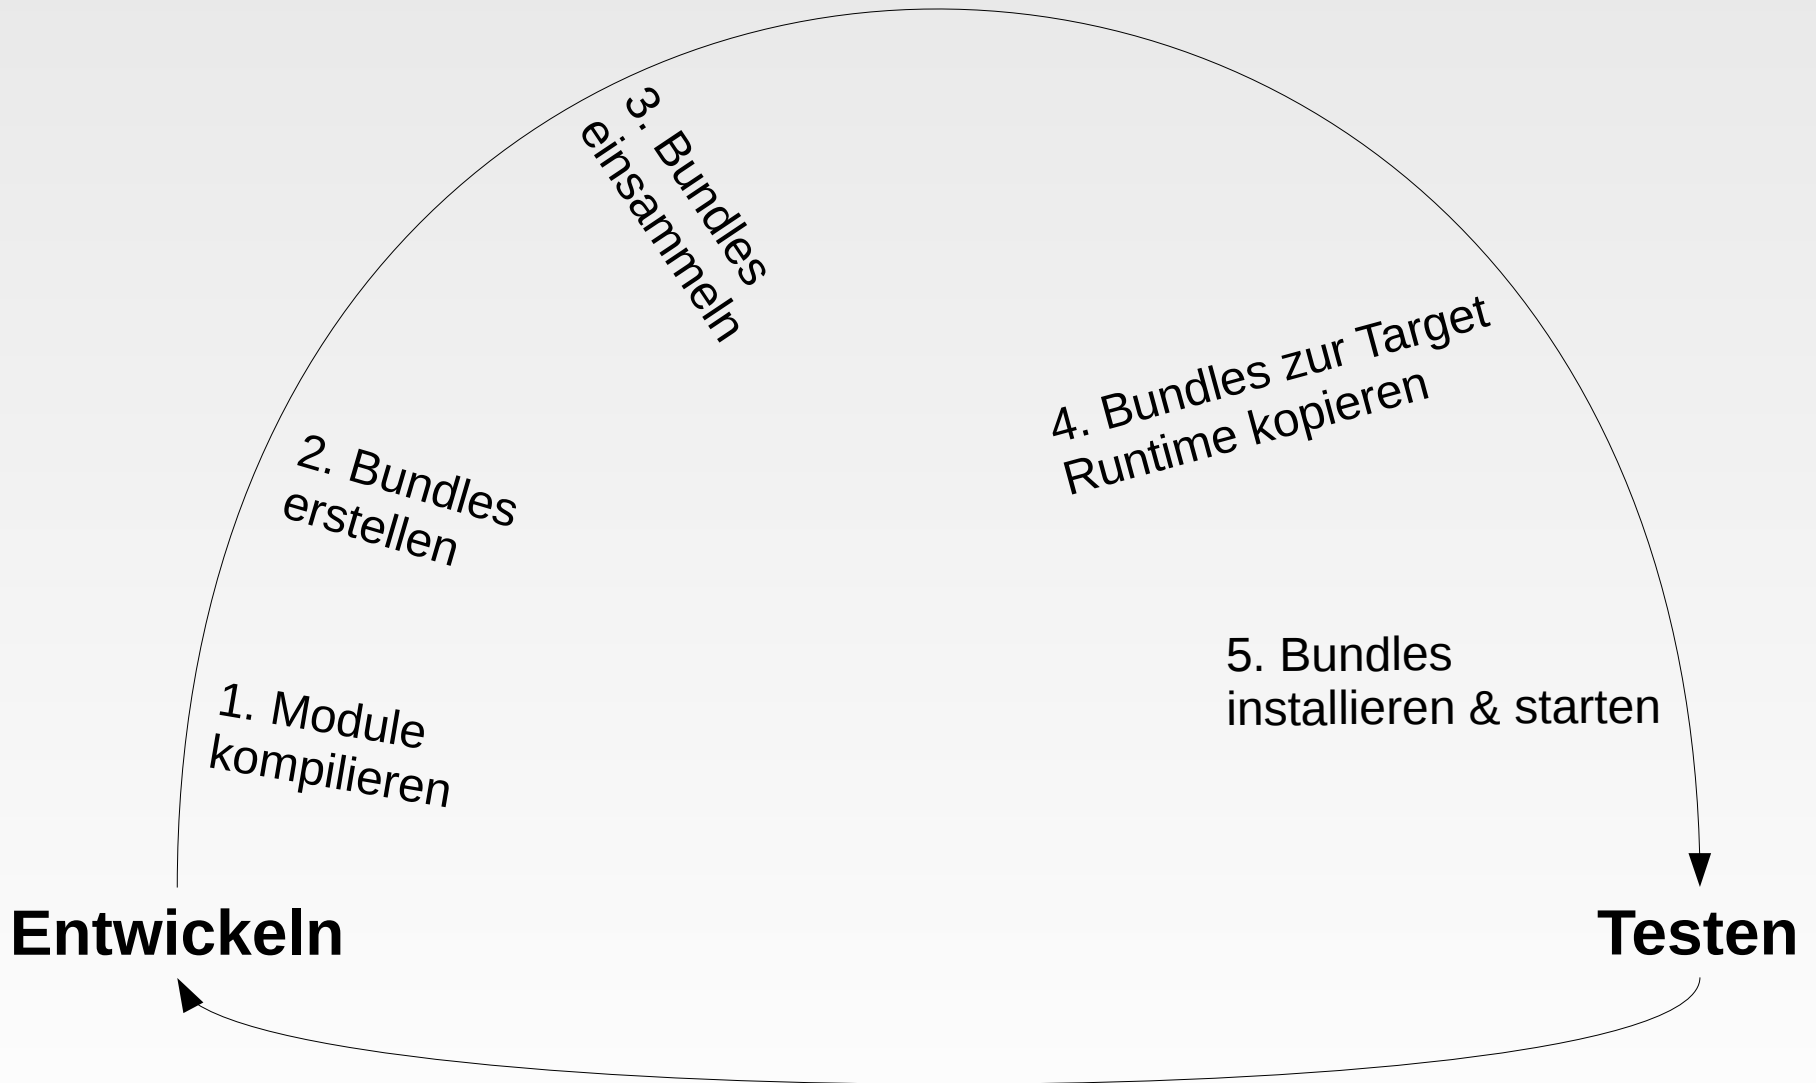 3. Bundles
einsammeln
4. Bundles zur Target
Runtime kopieren
2. Bundles
erstellen
5. Bundles
installieren & starten
1. Module
kompilieren
Entwickeln
Testen